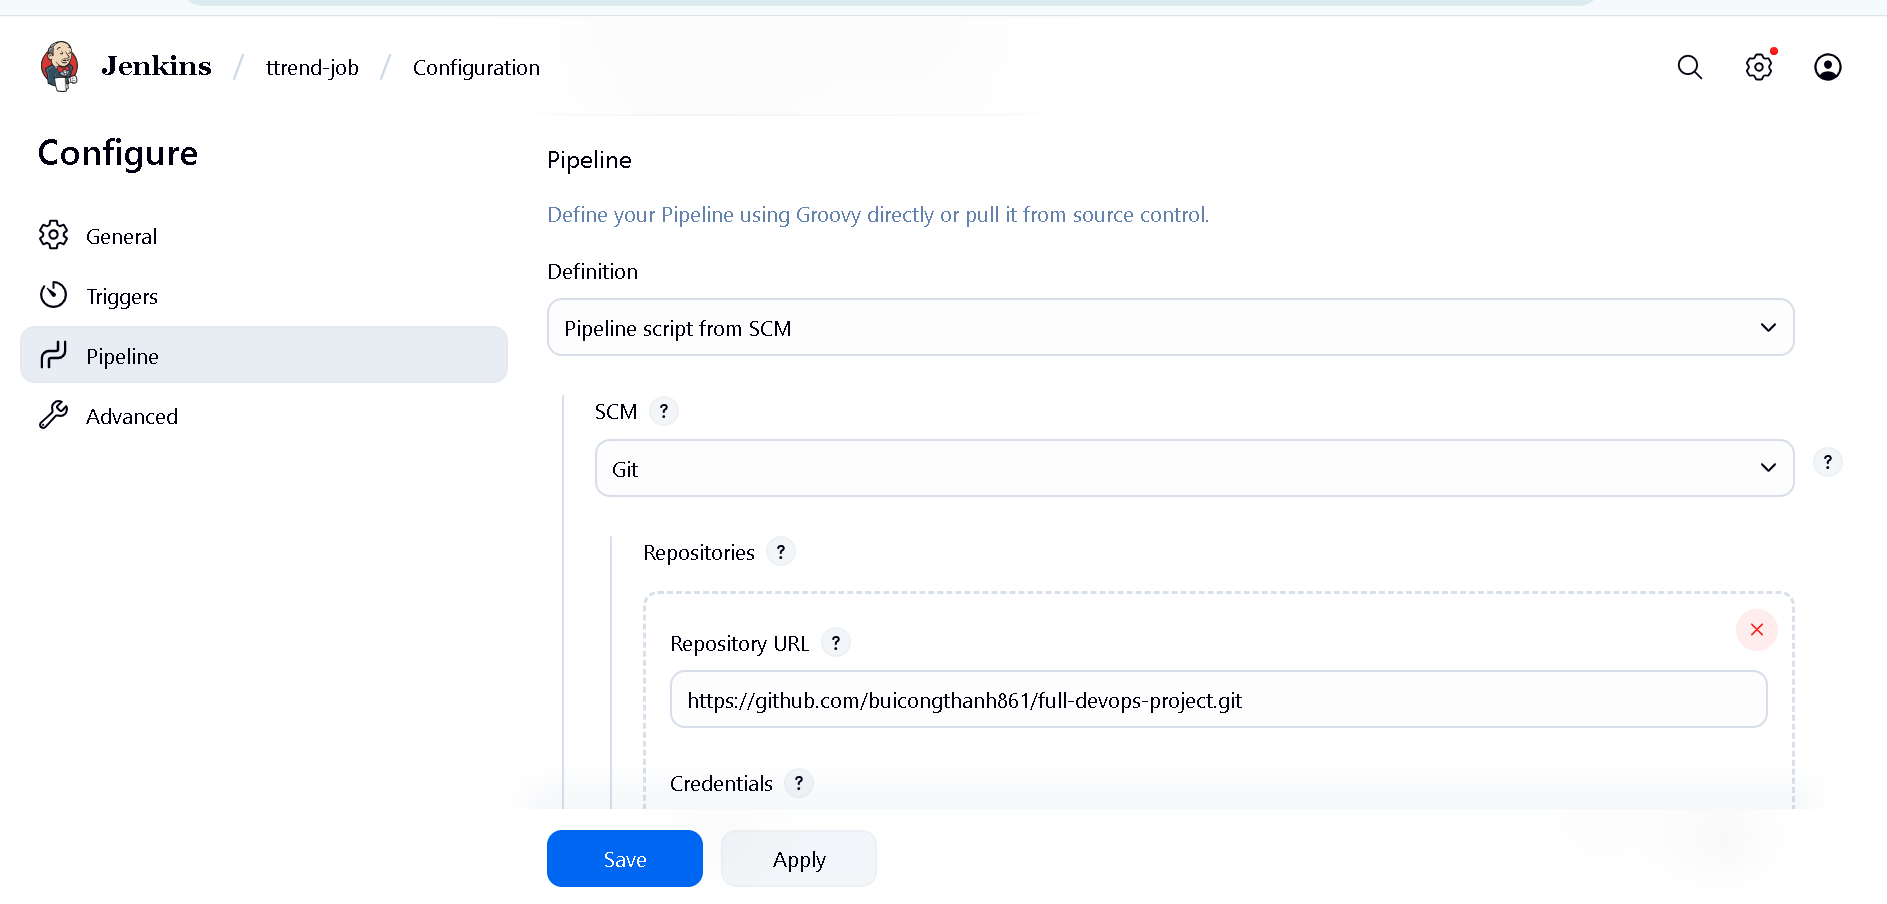 Jenkins / ttrend-job / Configuration
Configure
General
Triggers
Pipeline
Advanced
Pipeline
Define your Pipeline using Groovy directly or pull it from source control.
Definition
Pipeline script from SCM
SCM ?
Git
?
Repositories ?
Repository URL ?
https://github.com/buicongthanh861/full-devops-project.git
Credentials ?
Save Apply